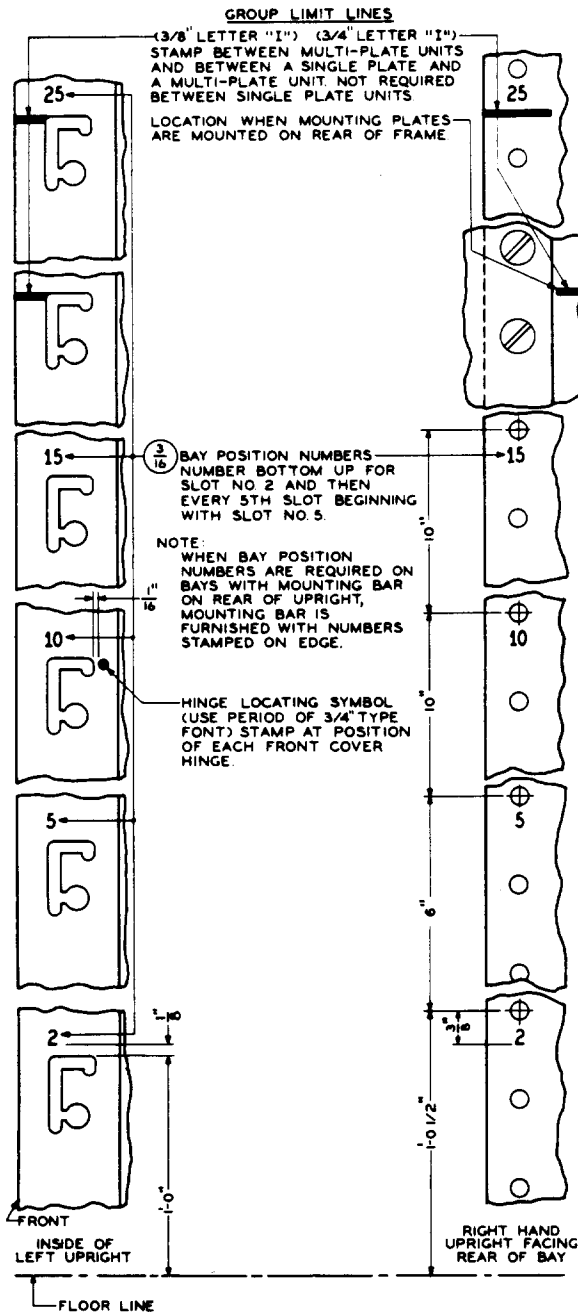 GROUP LIMIT LINES
(3/8" LETTER "I") (3/4" LETTER "I")
STAMP BETWEEN MULTI-PLATE UNITS
AND BETWEEN A SINGLE PLATE AND
A MULTI-PLATE UNIT. NOT REQUIRED
BETWEEN SINGLE PLATE UNITS.
25
25
LOCATION WHEN MOUNTING PLATES
ARE MOUNTED ON REAR OF FRAME
15
3/16
BAY POSITION NUMBERS
NUMBER BOTTOM UP FOR
SLOT NO. 2 AND THEN
EVERY 5TH SLOT BEGINNING
WITH SLOT NO. 5.
15
10"
NOTE:
WHEN BAY POSITION
NUMBERS ARE REQUIRED ON
BAYS WITH MOUNTING BAR
ON REAR OF UPRIGHT,
MOUNTING BAR IS
FURNISHED WITH NUMBERS
STAMPED ON EDGE.
1/16"
10
10
HINGE LOCATING SYMBOL
(USE PERIOD OF 3/4" TYPE
FONT) STAMP AT POSITION
OF EACH FRONT COVER
HINGE.
10"
5
5
6"
2
2
1'-0"
1'-0 1/2"
FRONT
INSIDE OF
LEFT UPRIGHT
RIGHT HAND
UPRIGHT FACING
REAR OF BAY
FLOOR LINE